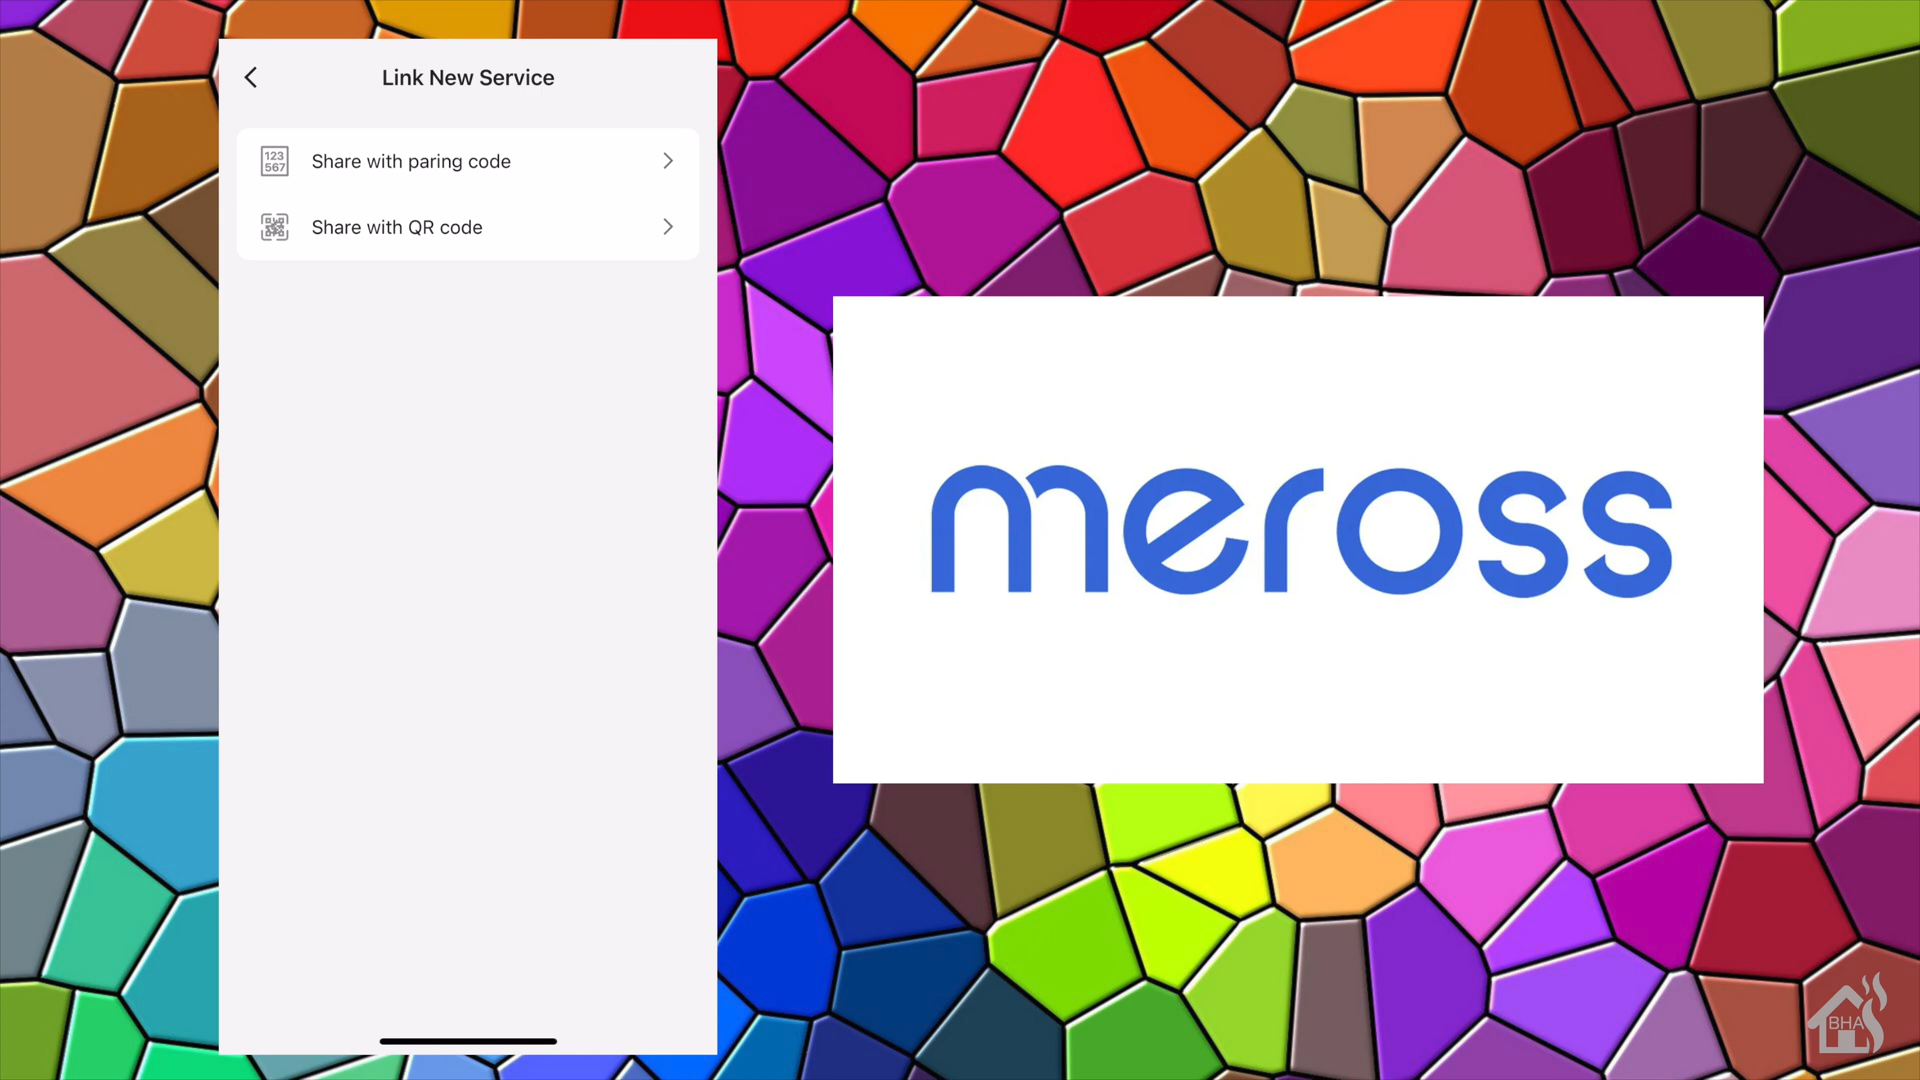 Link New Service
123
567
Share with paring code
Share with QR code
meross
BHA